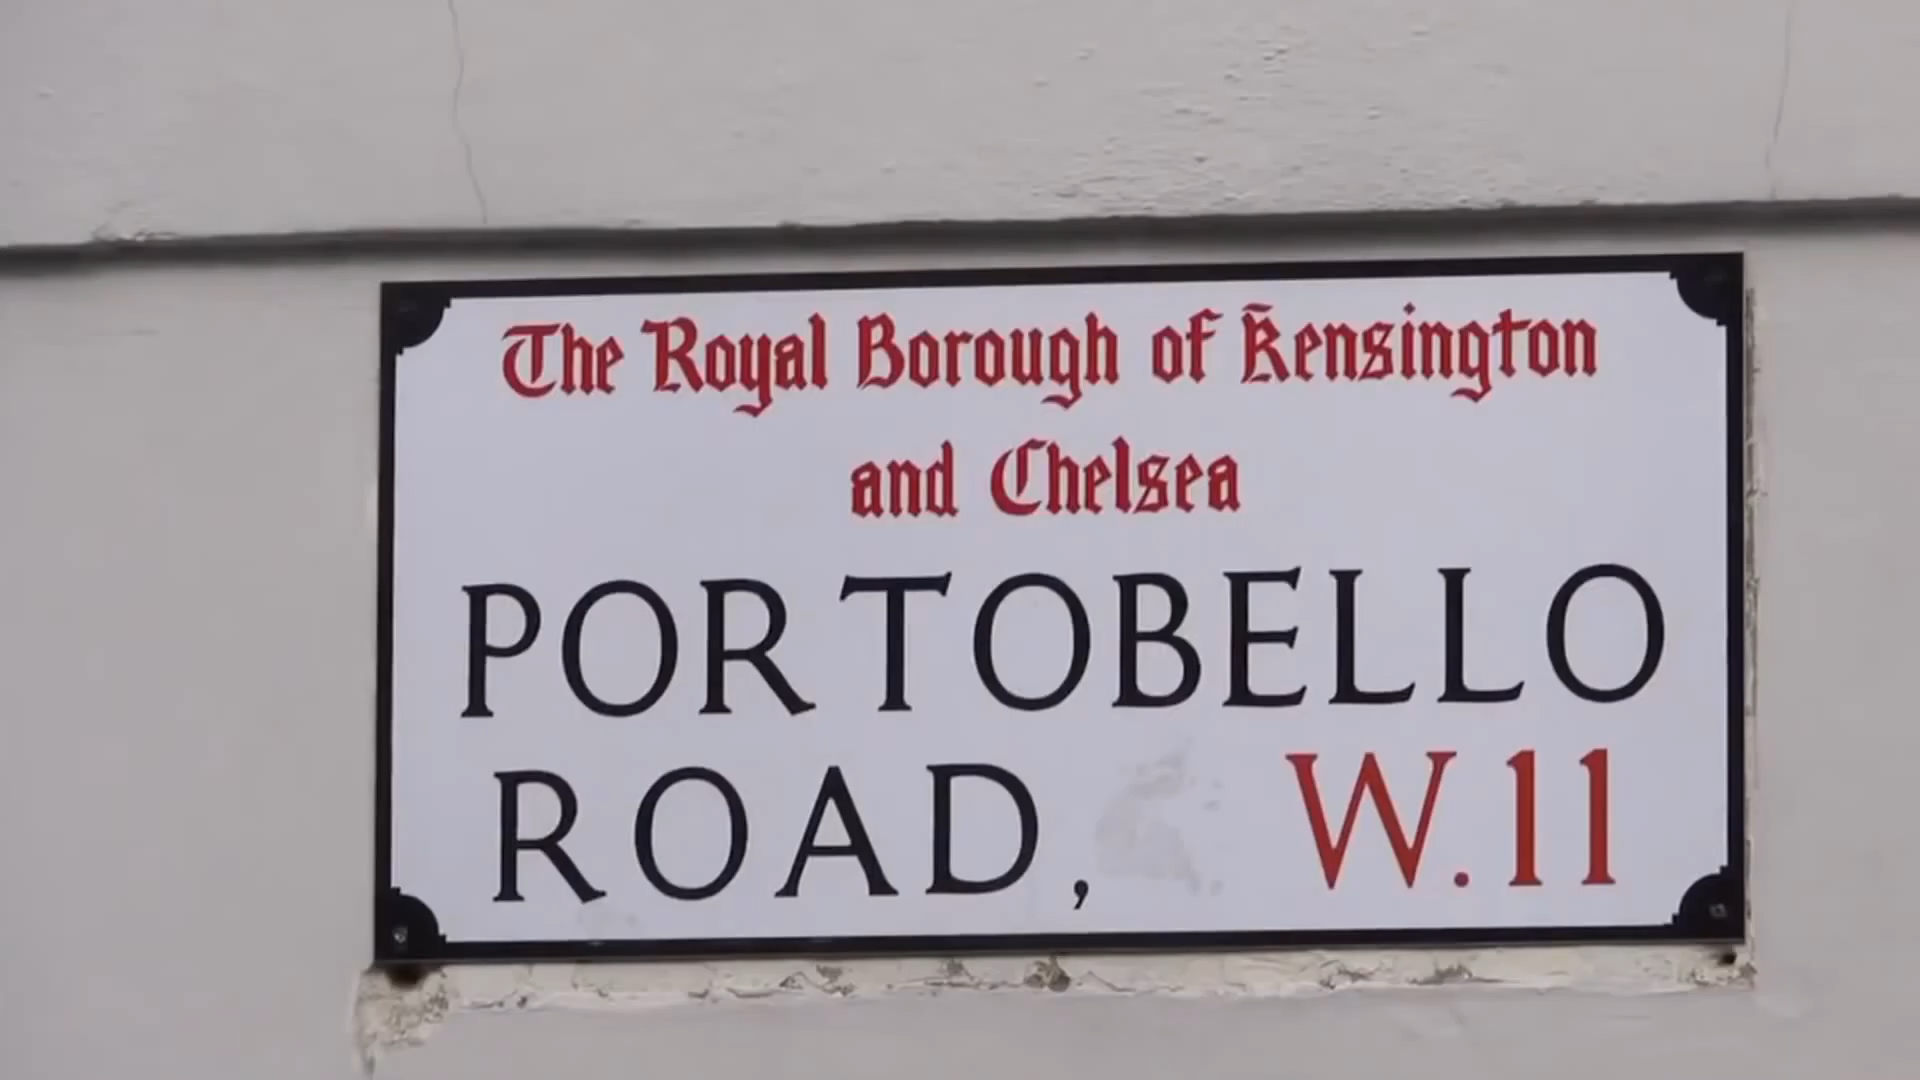 The Royal Borough of Kensington
and Chelsea
PORTOBELLO
ROAD, W.11